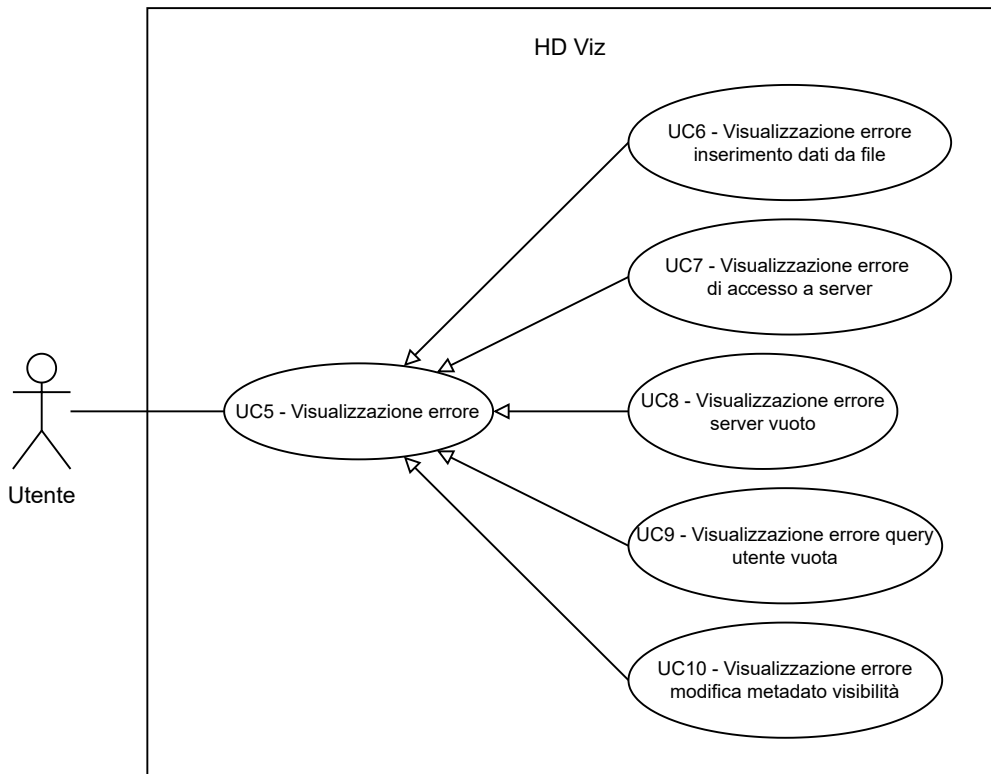 HD Viz
UC6 - Visualizzazione errore
inserimento dati da file
UC7 - Visualizzazione errore
di accesso a server
UC5 - Visualizzazione errore
UC8 - Visualizzazione errore
server vuoto
Utente
UC9 - Visualizzazione errore query
utente vuota
UC10 - Visualizzazione errore
modifica metadato visibilità